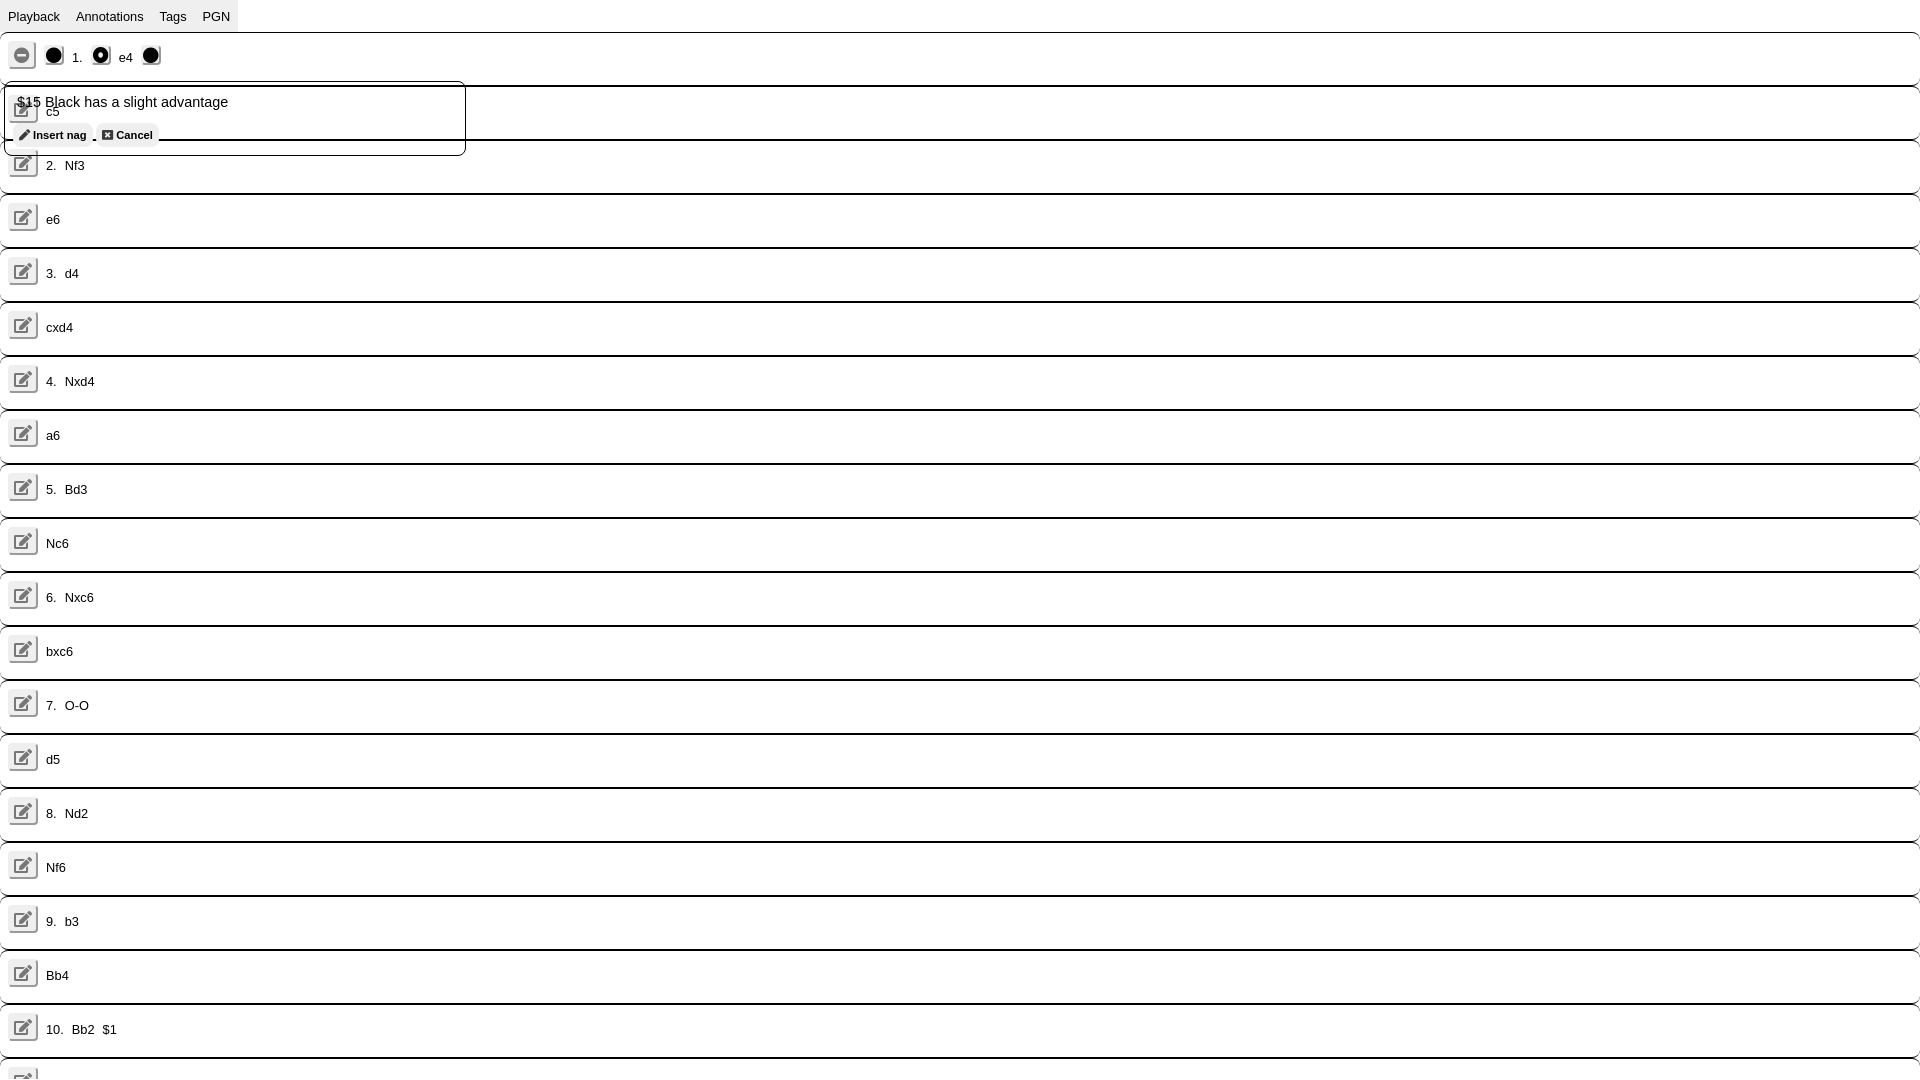 Playback Annotations Tags PGN
1. e4
$15 Black has a slight advantage
c5
Insert nag Cancel
2. Nf3
e6
3. d4
cxd4
4. Nxd4
a6
5. Bd3
Nc6
6. Nxc6
bxc6
7. O-O
d5
8. Nd2
Nf6
9. b3
Bb4
10. Bb2 $1